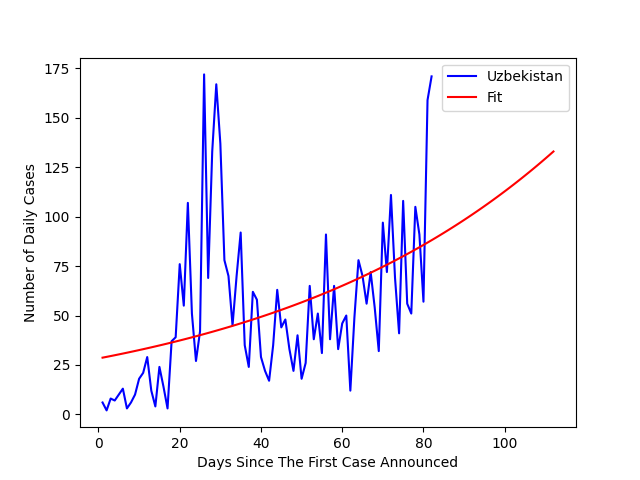 Uzbekistan
Fit
175
150
125
100
75
50
25
0
Number of Daily Cases
0 20 40 60 80 100
Days Since The First Case Announced